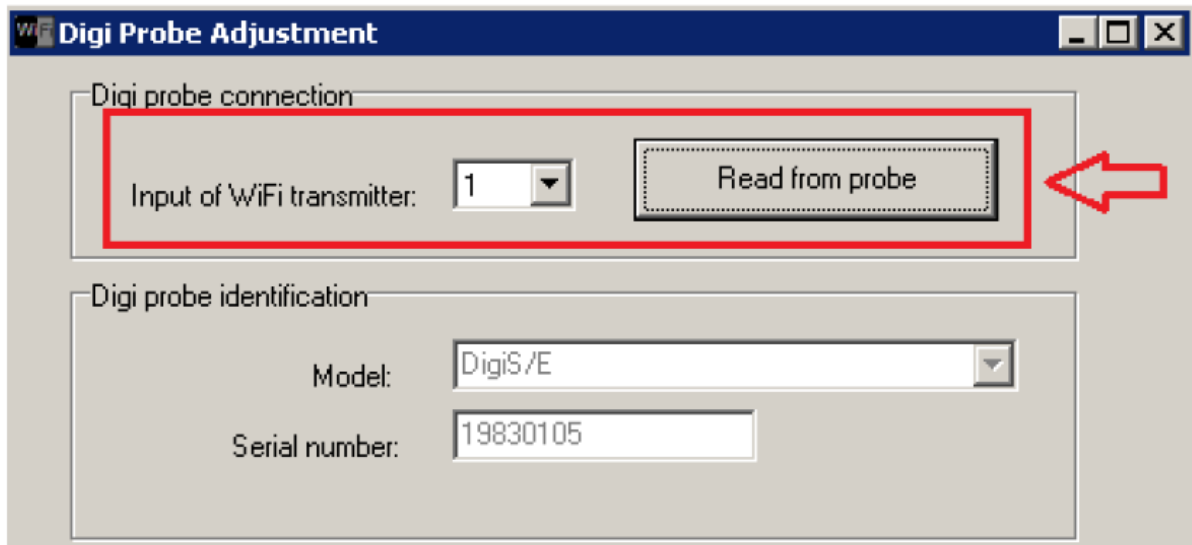 WiFi Digi Probe Adjustment
Digi probe connection
Input of WiFi transmitter: 1 Read from probe
Digi probe identification
Model: DigiS/E
Serial number: 19830105